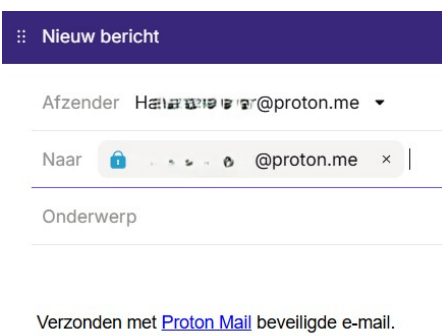 Nieuw bericht
Afzender @proton.me
Naar @proton.me ×
Onderwerp
Verzonden met Proton Mail beveiligde e-mail.